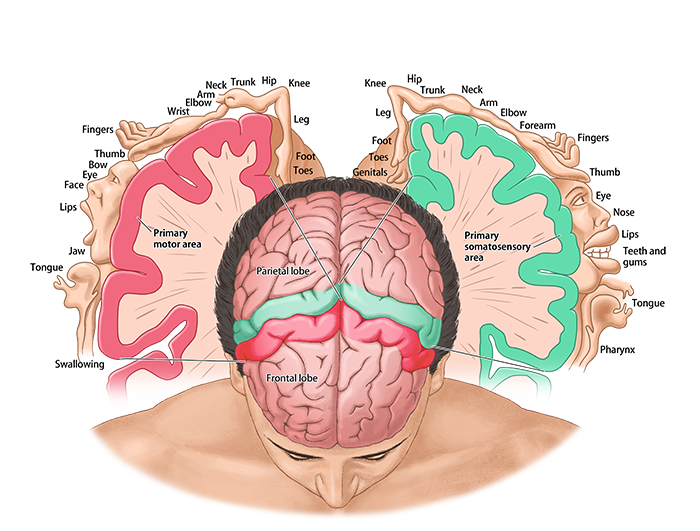 Neck
Trunk
Hip
Knee
Arm
Elbow
Wrist
Leg
Fingers
Thumb
Bow
Eye
Face
Lips
Jaw
Tongue
Swallowing
Foot
Toes
Primary
motor area
Parietal lobe
Frontal lobe
Knee
Hip
Trunk
Neck
Arm
Elbow
Forearm
Fingers
Thumb
Leg
Foot
Toes
Genitals
Eye
Nose
Lips
Teeth and
gums
Tongue
Pharynx
Primary
somatosensory
area